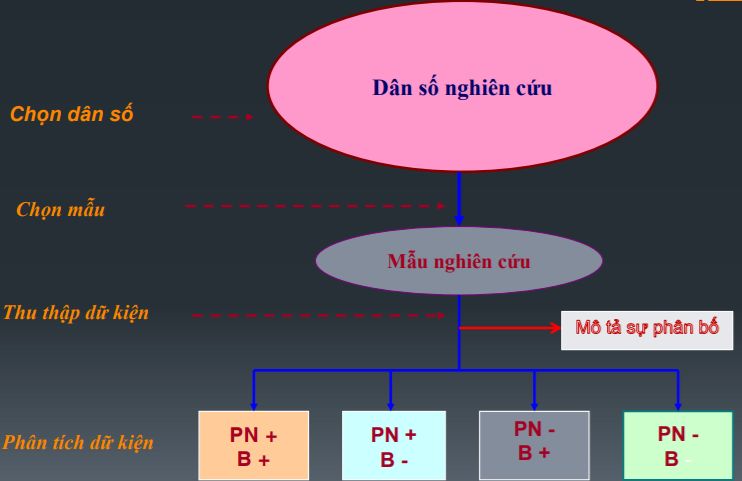 Dân số nghiên cứu
Chọn dân số
Chọn mẫu
Mẫu nghiên cứu
Thu thập dữ kiện
Mô tả sự phân bố
Phân tích dữ kiện
PN +
B +
PN +
B -
PN -
B +
PN -
B -